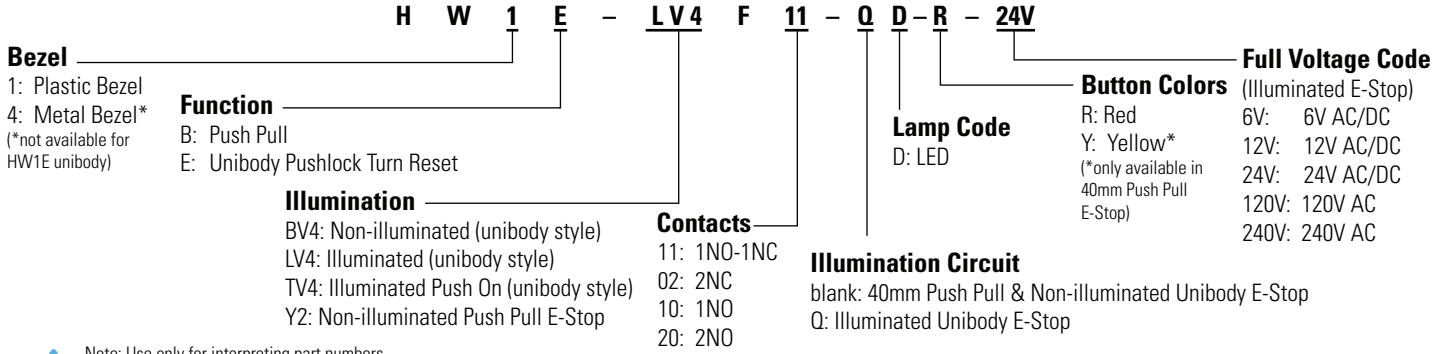 H W 1 E – LV4 F 11 – Q D – R – 24V
Bezel
1: Plastic Bezel
4: Metal Bezel*
(*not available for
HW1E unibody)
Function
B: Push Pull
E: Unibody Pushlock Turn Reset
Illumination
BV4: Non-illuminated (unibody style)
LV4: Illuminated (unibody style)
TV4: Illuminated Push On (unibody style)
Y2: Non-illuminated Push Pull E-Stop
Contacts
11: 1NO-1NC
02: 2NC
10: 1NO
20: 2NO
Illumination Circuit
blank: 40mm Push Pull & Non-illuminated Unibody E-Stop
Q: Illuminated Unibody E-Stop
Lamp Code
D: LED
Button Colors
R: Red
Y: Yellow*
(*only available in
40mm Push Pull
E-Stop)
Full Voltage Code
(Illuminated E-Stop)
6V: 6V AC/DC
12V: 12V AC/DC
24V: 24V AC/DC
120V: 120V AC
240V: 240V AC
Note: Use only for interpreting part numbers